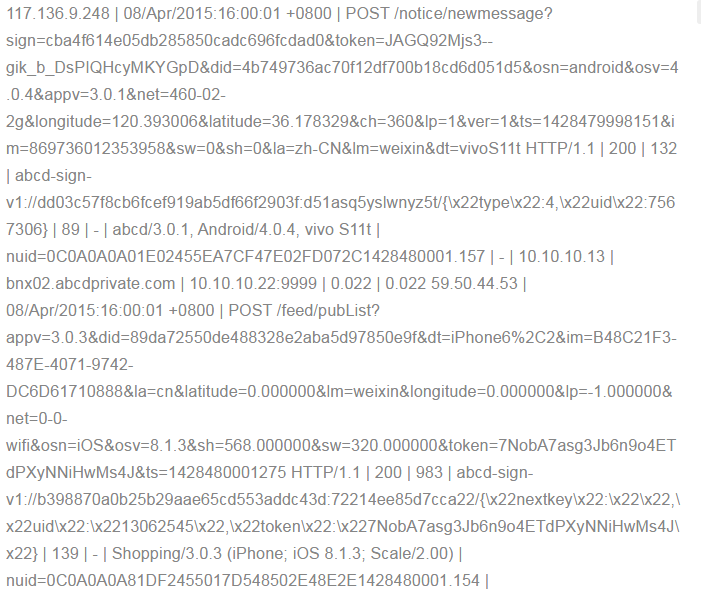 117.136.9.248 | 08/Apr/2015:16:00:01 +0800 | POST /notice/newmessage?
sign=cba4f614e05db285850cadc696fcdad0&token=JAGQ92Mjs3--
gik_b_DsPIQHcyMKYGpD&did=4b749736ac70f12df700b18cd6d051d5&osn=android&osv=4
.0.4&appv=3.0.1&net=460-02-
2g&longitude=120.393006&latitude=36.178329&ch=360&lp=1&ver=1&ts=1428479998151&i
m=869736012353958&sw=0&sh=0&la=zh-CN&lm=weixin&dt=vivoS11t HTTP/1.1 | 200 | 132
| abcd-sign-
v1://dd03c57f8cb6fcef919ab5df66f2903f:d51asq5yslwnyz5t/{\x22type\x22:4,\x22uid\x22:756
7306} | 89 | - | abcd/3.0.1, Android/4.0.4, vivo S11t |
nuid=0C0A0A0A01E02455EA7CF47E02FD072C1428480001.157 | - | 10.10.10.13 |
bnx02.abcdprivate.com | 10.10.10.22:9999 | 0.022 | 0.022 59.50.44.53 |
08/Apr/2015:16:00:01 +0800 | POST /feed/pubList?
appv=3.0.3&did=89da72550de488328e2aba5d97850e9f&dt=iPhone6%2C2&im=B48C21F3-
487E-4071-9742-
DC6D61710888&la=cn&latitude=0.000000&lm=weixin&longitude=0.000000&lp=-1.000000&
net=0-0-
wifi&osn=iOS&osv=8.1.3&sh=568.000000&sw=320.000000&token=7NobA7asg3Jb6n9o4ET
dPXyNNiHwMs4J&ts=1428480001275 HTTP/1.1 | 200 | 983 | abcd-sign-
v1://b398870a0b25b29aae65cd553addc43d:72214ee85d7cca22/{\x22nextkey\x22:\x22\x22,\
x22uid\x22:\x2213062545\x22,\x22token\x22:\x227NobA7asg3Jb6n9o4ETdPXyNNiHwMs4J\
x22} | 139 | - | Shopping/3.0.3 (iPhone; iOS 8.1.3; Scale/2.00) |
nuid=0C0A0A0A81DF2455017D548502E48E2E1428480001.154 |